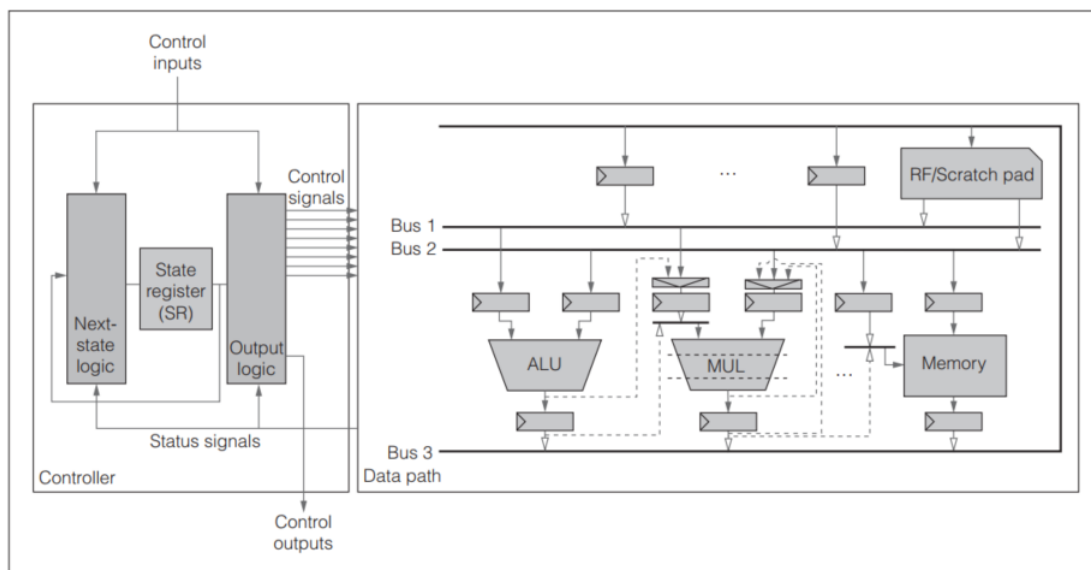 Control
inputs
Control
signals
State
register
(SR)
Next-
state
logic
Output
logic
Status signals
Controller
Control
outputs
...
RF/Scratch pad
Bus 1
Bus 2
ALU
MUL
...
Memory
Bus 3
Data path